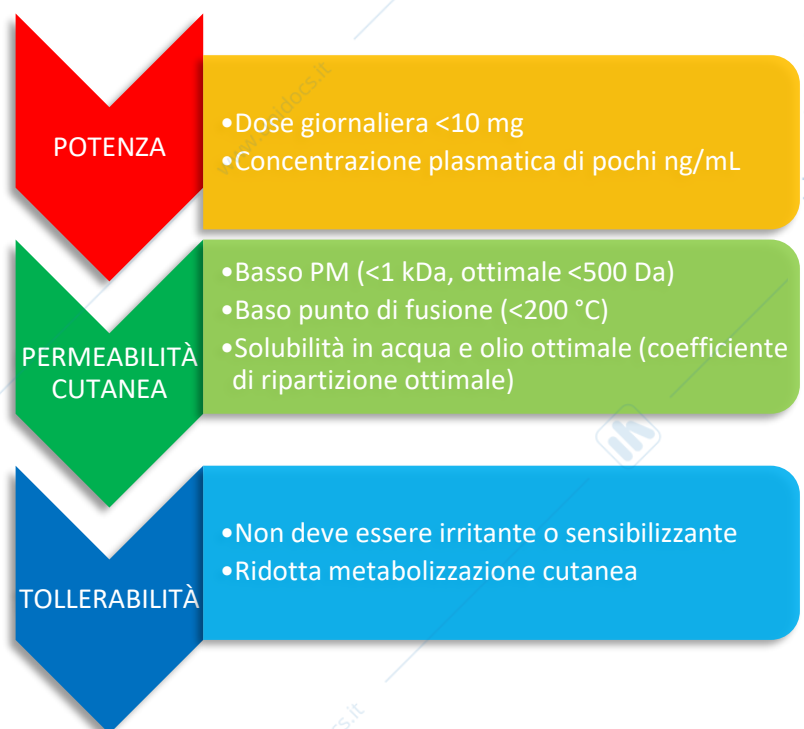 POTENZA
•Dose giornaliera <10 mg
•Concentrazione plasmatica di pochi ng/mL
PERMEABILITÀ
CUTANEA
•Basso PM (<1 kDa, ottimale <500 Da)
•Baso punto di fusione (<200 °C)
•Solubilità in acqua e olio ottimale (coefficiente
di ripartizione ottimale)
TOLLERABILITÀ
•Non deve essere irritante o sensibilizzante
•Ridotta metabolizzazione cutanea